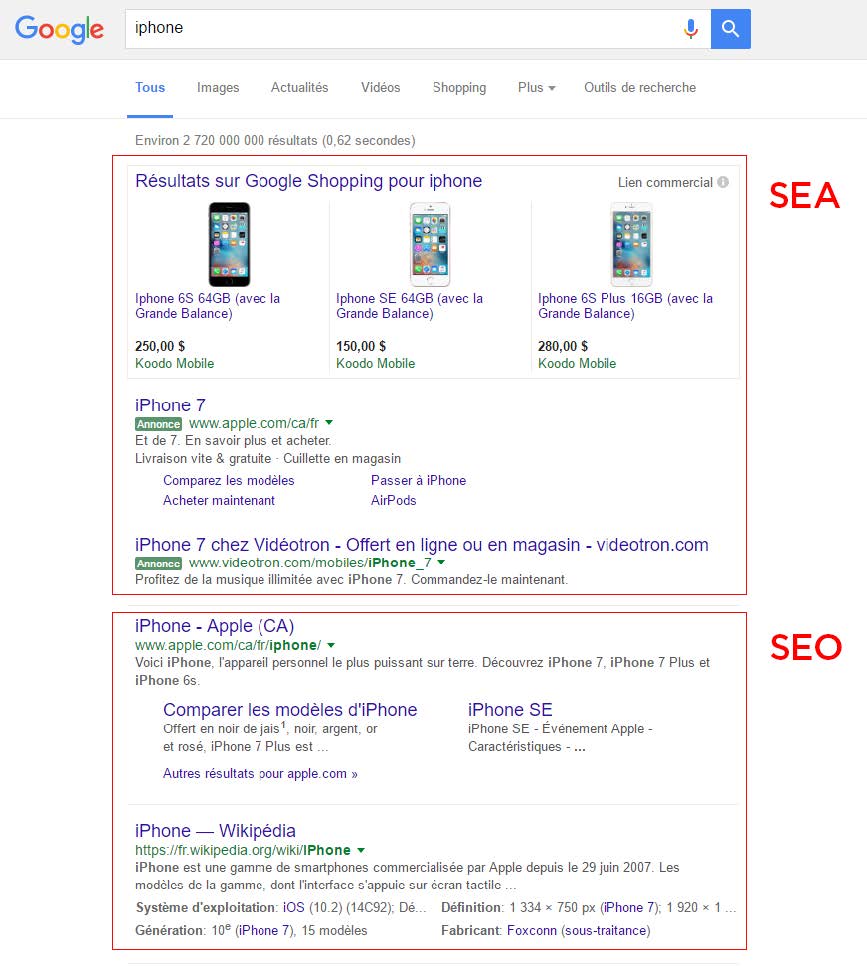 Google
iphone
Tous Images Actualités Vidéos Shopping Plus Outils de recherche
Environ 2 720 000 000 résultats (0,62 secondes)
Résultats sur Google Shopping pour iphone
Lien commercial
SEA
Iphone 6S 64GB (avec la
Grande Balance)
250,00 $
Koodo Mobile
Iphone SE 64GB (avec la
Grande Balance)
150,00 $
Koodo Mobile
Iphone 6S Plus 16GB (avec la
Grande Balance)
280,00 $
Koodo Mobile
iPhone 7
Annonce www.apple.com/ca/fr
Et de 7. En savoir plus et acheter.
Livraison vite & gratuite · Cuillette en magasin
Comparez les modèles Passer à iPhone
Acheter maintenant AirPods
iPhone 7 chez Vidéotron - Offert en ligne ou en magasin - videotron.com
Annonce www.videotron.com/mobiles/iPhone_7
Profitez de la musique illimitée avec iPhone 7. Commandez-le maintenant.
iPhone - Apple (CA)
SEO
www.apple.com/ca/fr/iphone/
Voici iPhone, l'appareil personnel le plus puissant sur terre. Découvrez iPhone 7, iPhone 7 Plus et
iPhone 6s.
Comparer les modèles d'iPhone
Offert en noir de jais¹, noir, argent, or
et rosé, iPhone 7 Plus est ...
iPhone SE
iPhone SE - Événement Apple -
Caractéristiques - ...
Autres résultats pour apple.com »
iPhone — Wikipédia
https://fr.wikipedia.org/wiki/IPhone
iPhone est une gamme de smartphones commercialisée par Apple depuis le 29 juin 2007. Les
modèles de la gamme, dont l'interface s'appuie sur écran tactile ...
Système d'exploitation: iOS (10.2) (14C92); Dé... Définition: 1 334 × 750 px (iPhone 7); 1 920 × 1 ...
Génération: 10e (iPhone 7), 15 modèles Fabricant: Foxconn (sous-traitance)